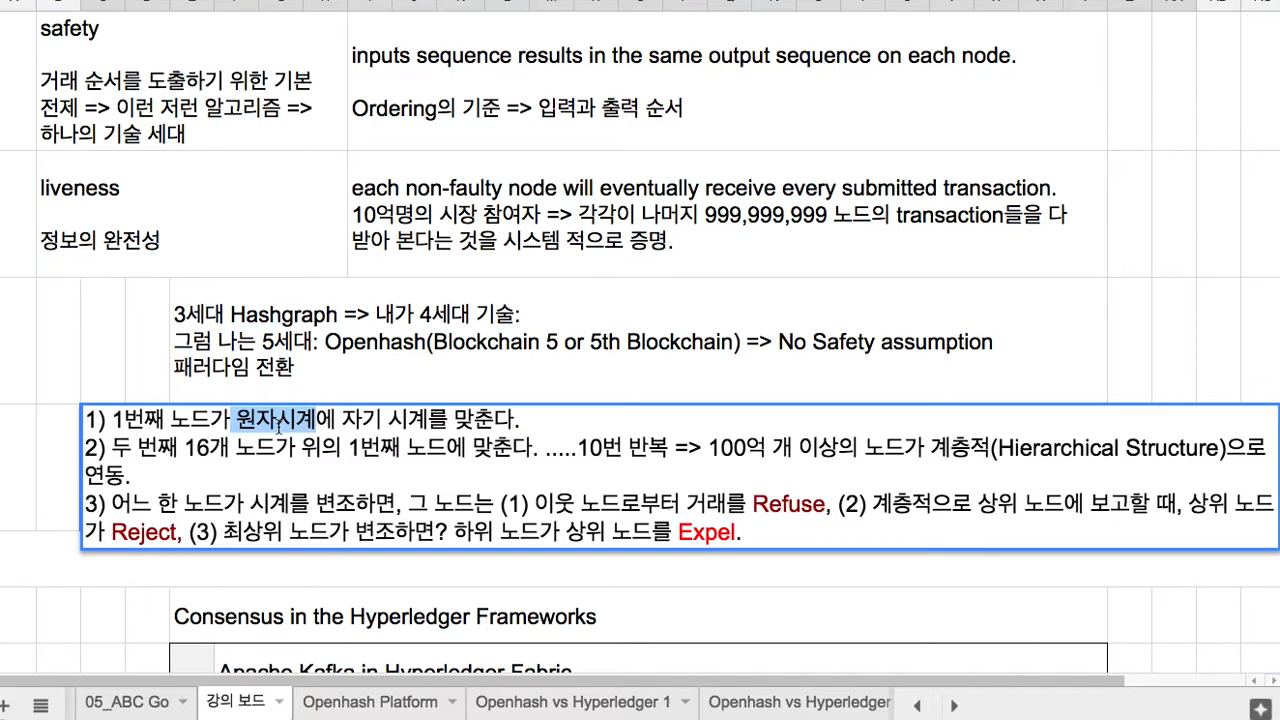 safety
거래 순서를 도출하기 위한 기본
전제 => 이런 저런 알고리즘 =>
하나의 기술 세대
inputs sequence results in the same output sequence on each node.
Ordering의 기준 => 입력과 출력 순서
liveness
정보의 완전성
each non-faulty node will eventually receive every submitted transaction.
10억명의 시장 참여자 => 각각이 나머지 999,999,999 노드의 transaction들을 다
받아 본다는 것을 시스템 적으로 증명.
3세대 Hashgraph => 내가 4세대 기술:
그럼 나는 5세대: Openhash(Blockchain 5 or 5th Blockchain) => No Safety assumption
패러다임 전환
1) 1번째 노드가 원자시계에 자기 시계를 맞춘다.
2) 두 번째 16개 노드가 위의 1번째 노드에 맞춘다. .....10번 반복 => 100억 개 이상의 노드가 계층적(Hierarchical Structure)으로
연동.
3) 어느 한 노드가 시계를 변조하면, 그 노드는 (1) 이웃 노드로부터 거래를 Refuse, (2) 계층적으로 상위 노드에 보고할 때, 상위 노드
가 Reject, (3) 최상위 노드가 변조하면? 하위 노드가 상위 노드를 Expel.
Consensus in the Hyperledger Frameworks
Apache Kafka in Hyperledger Fabric
05_ABC Go
강의 보드
Openhash Platform
Openhash vs Hyperledger 1
Openhash vs Hyperledger